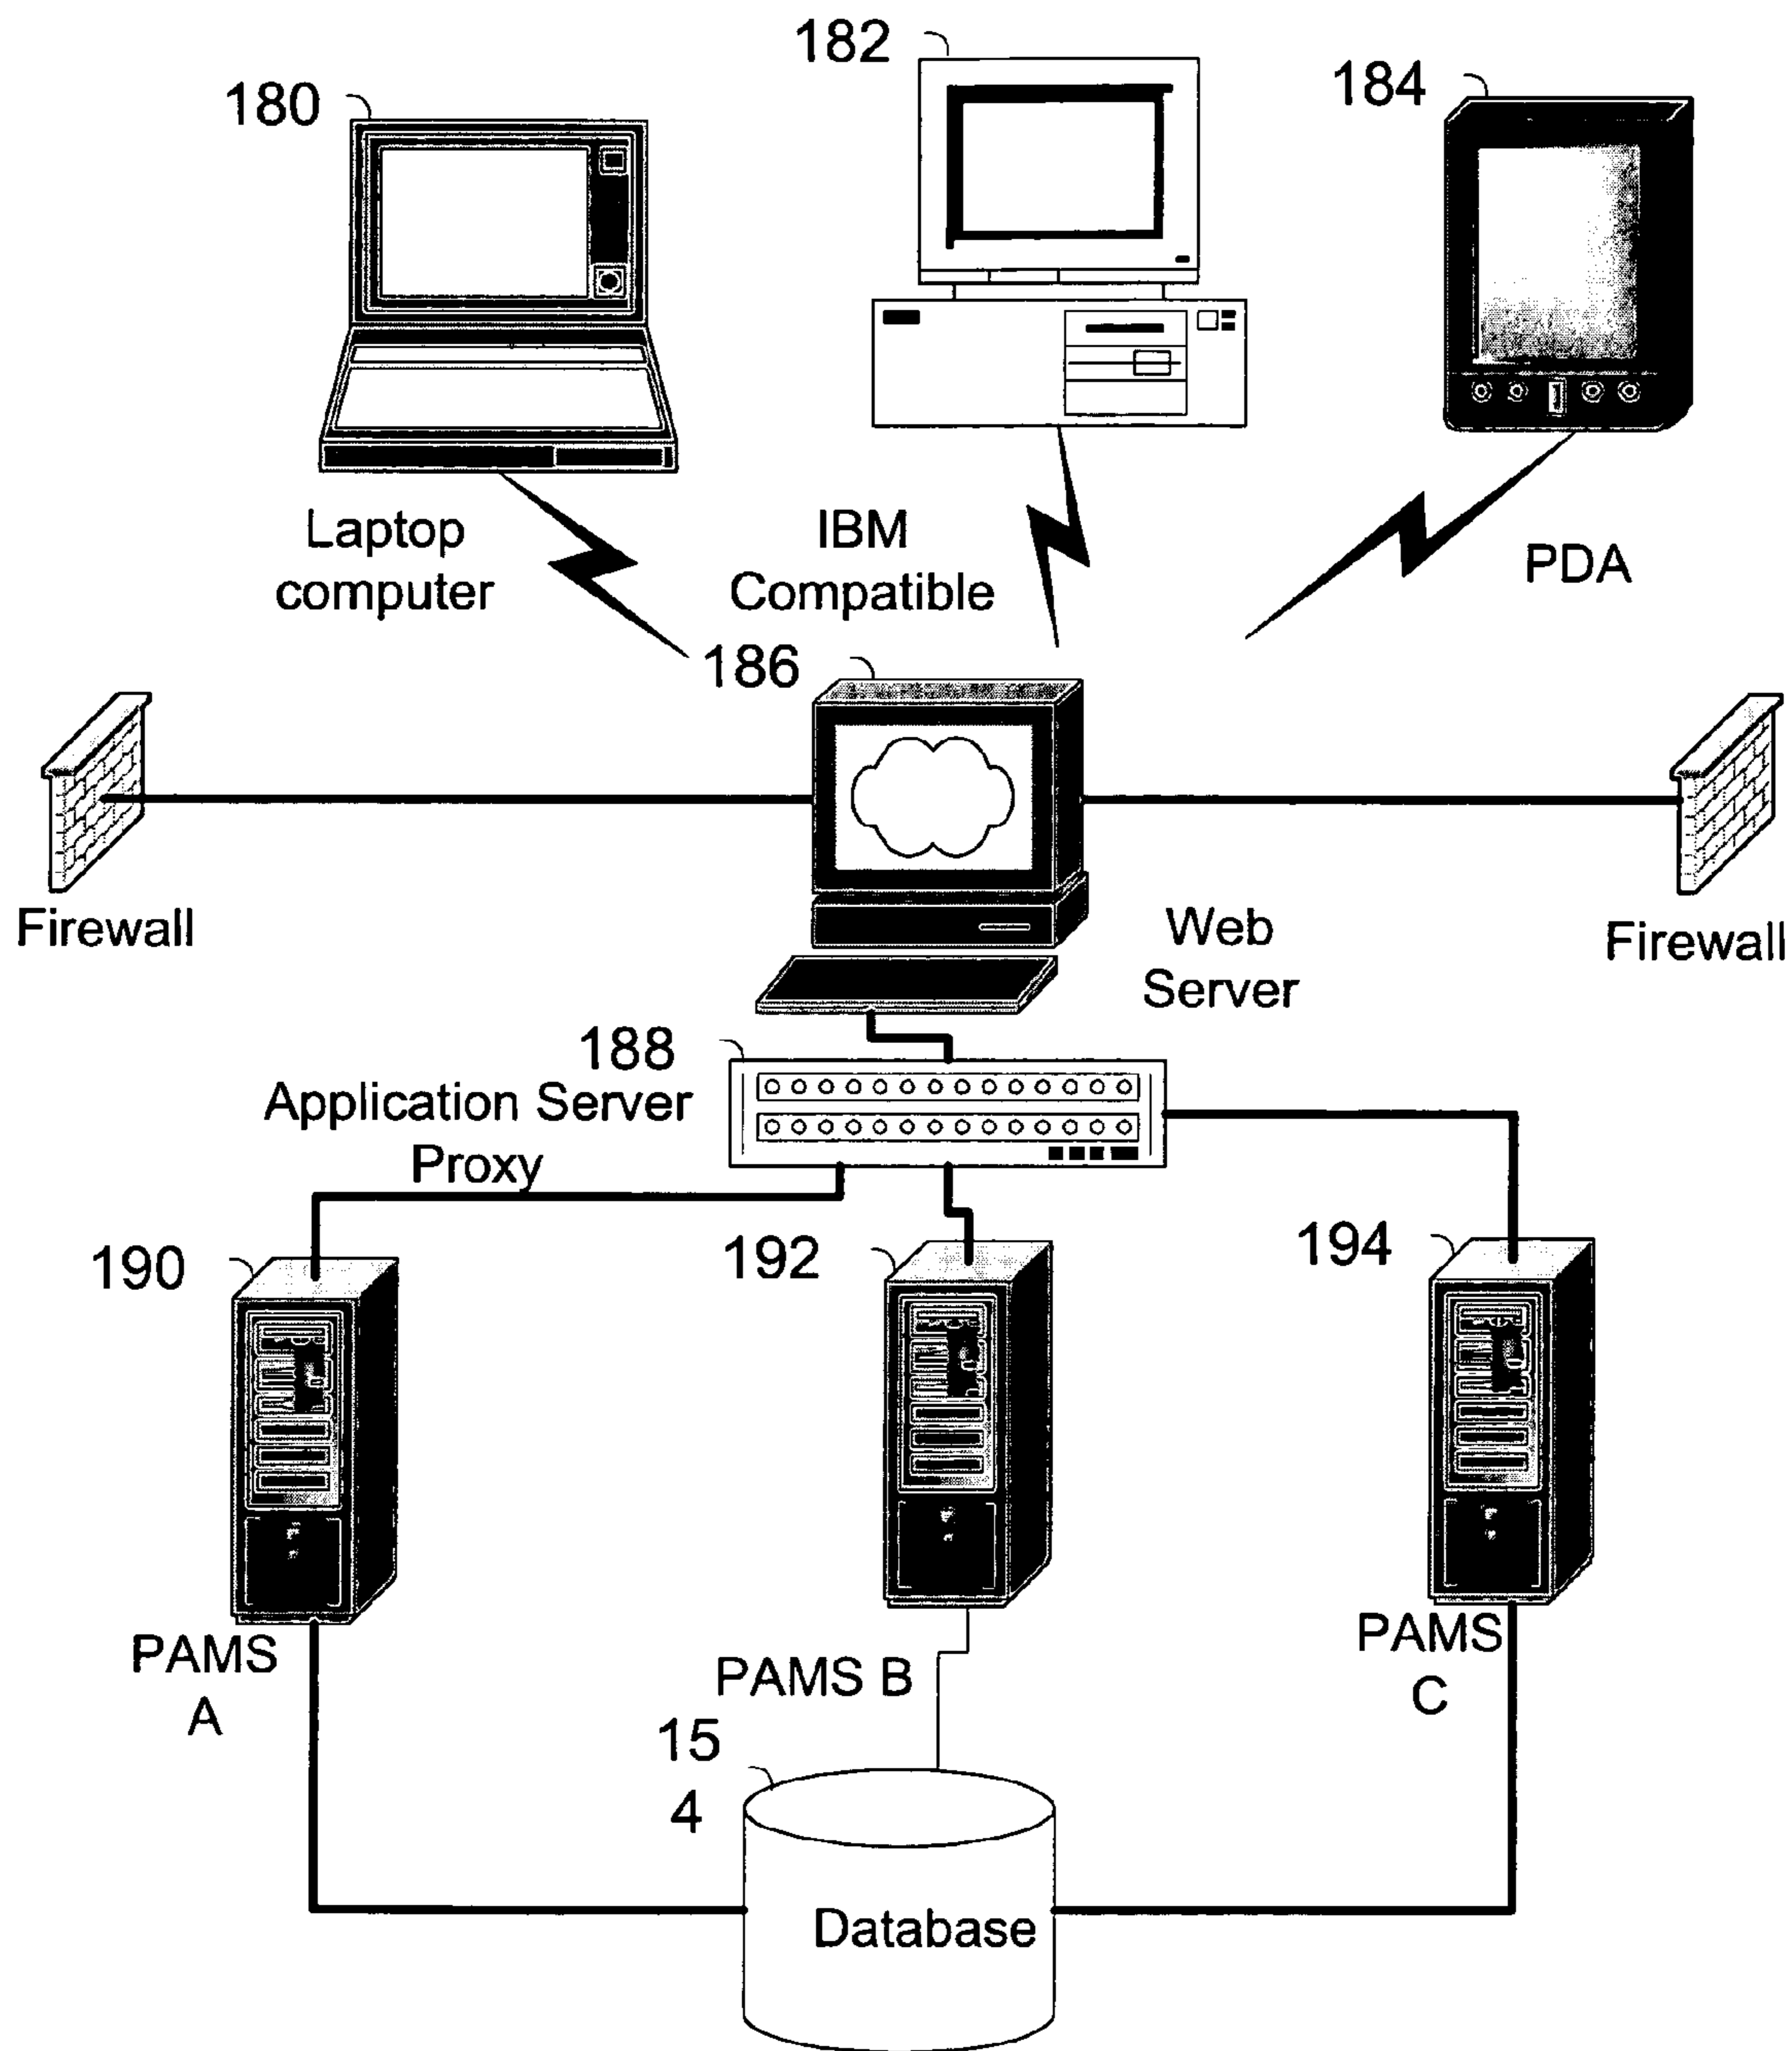 182
180
184
Laptop
computer
IBM
Compatible
PDA
186
Firewall
Web
Server
Firewall
188
Application Server
Proxy
190
192
194
PAMS
A
PAMS B
PAMS
C
15
4
Database